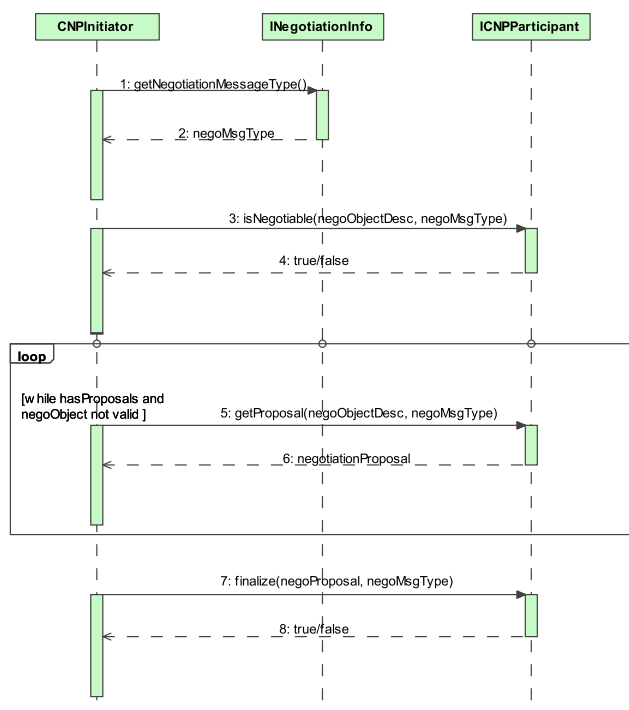 CNPInitiator
INegotiationInfo
ICNPParticipant
1: getNegotiationMessageType()
2: negoMsgType
3: isNegotiable(negoObjectDesc, negoMsgType)
4: true/false
loop
[while hasProposals and
negoObject not valid ]
5: getProposal(negoObjectDesc, negoMsgType)
6: negotiationProposal
7: finalize(negoProposal, negoMsgType)
8: true/false